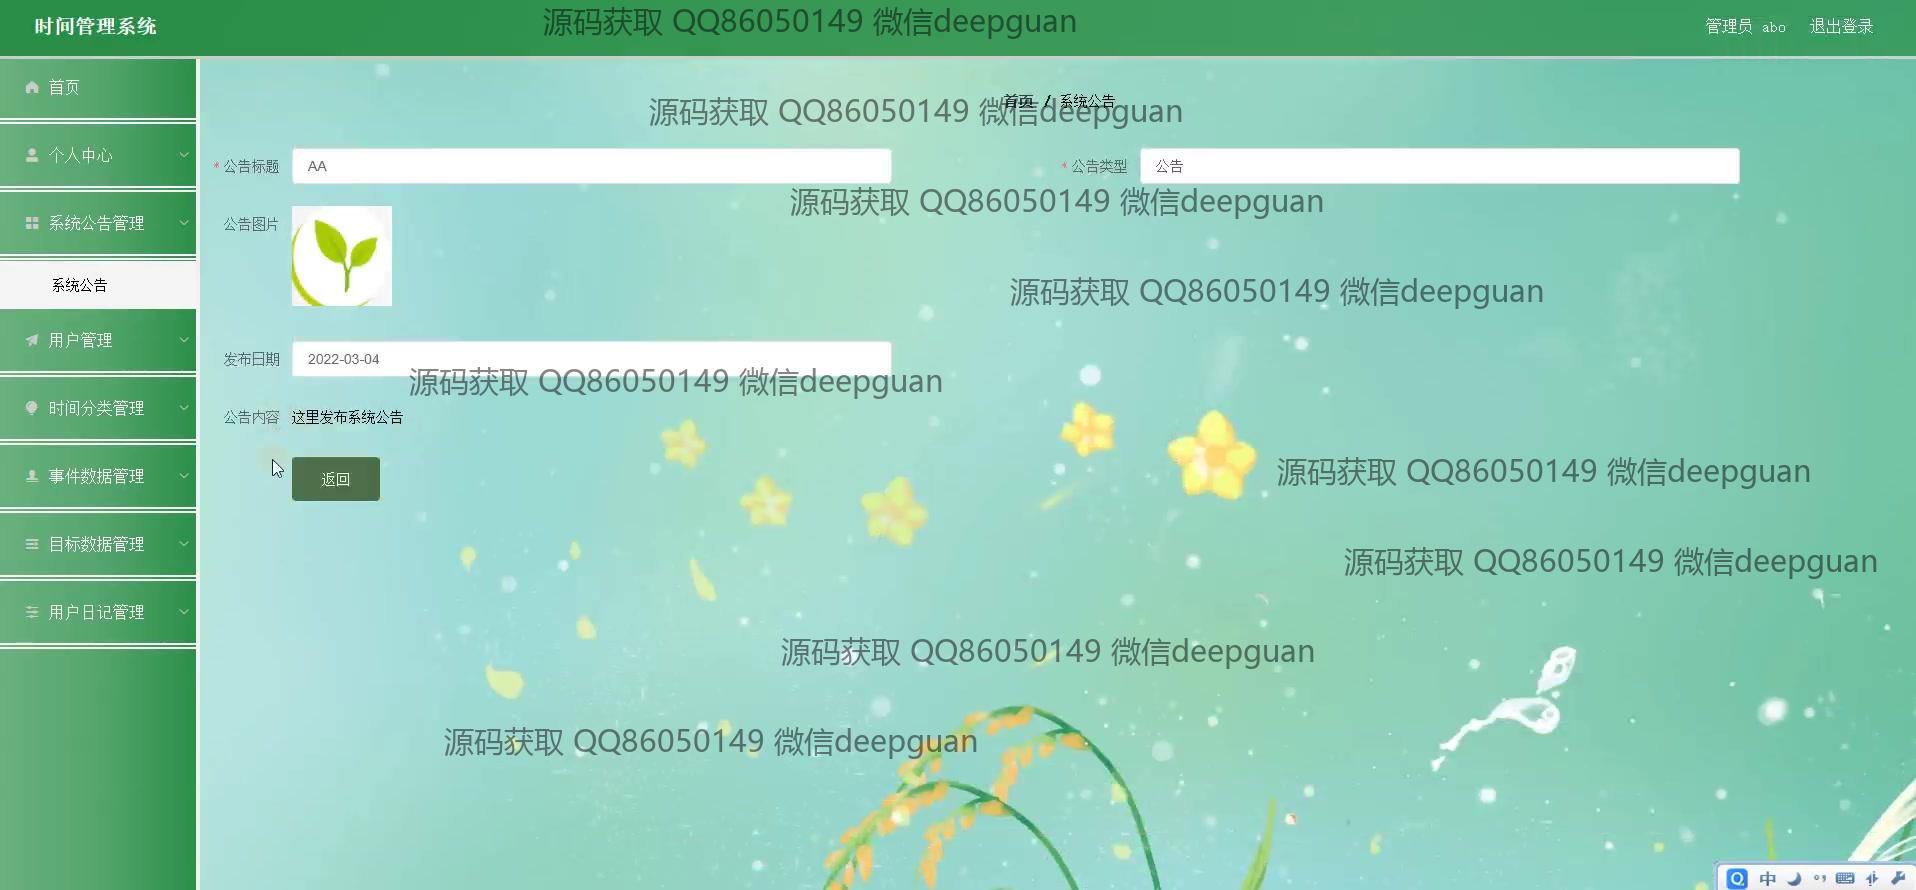 时间管理系统
源码获取 QQ86050149 微信deepguan
管理员 abo 退出登录
首页
首页 / 系统公告
源码获取 QQ86050149 微信deepguan
个人中心
* 公告标题 AA
* 公告类型 公告
源码获取 QQ86050149 微信deepguan
系统公告管理
公告图片
系统公告
源码获取 QQ86050149 微信deepguan
用户管理
发布日期 2022-03-04
源码获取 QQ86050149 微信deepguan
时间分类管理
公告内容 这里发布系统公告
事件数据管理
返回
源码获取 QQ86050149 微信deepguan
目标数据管理
源码获取 QQ86050149 微信deepguan
用户日记管理
源码获取 QQ86050149 微信deepguan
源码获取 QQ86050149 微信deepguan
中